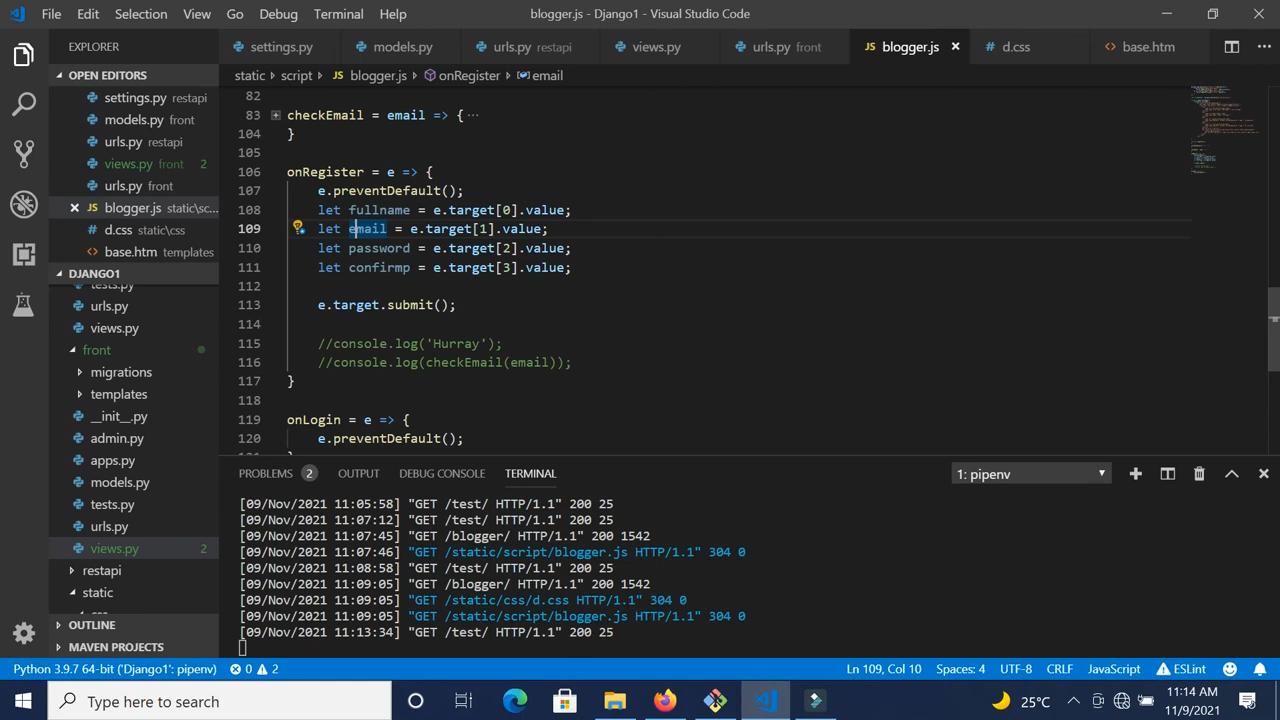 File Edit Selection View Go Debug Terminal Help
blogger.js - Django1 - Visual Studio Code
EXPLORER
settings.py
models.py
urls.py restapi
views.py
urls.py front
blogger.js
d.css
base.htm
OPEN EDITORS
settings.py restapi
models.py front
urls.py restapi
views.py front 2
urls.py front
blogger.js static\sc...
d.css static\css
base.htm templates
DJANGO1
tests.py
urls.py
views.py
front
migrations
templates
__init__.py
admin.py
apps.py
models.py
tests.py
urls.py
views.py 2
restapi
static
OUTLINE
MAVEN PROJECTS
static script JS blogger.js onRegister email
82
83 checkEmail = email => {...
104 }
105
106 onRegister = e => {
107 e.preventDefault();
108 let fullname = e.target[0].value;
109 let email = e.target[1].value;
110 let password = e.target[2].value;
111 let confirmp = e.target[3].value;
112
113 e.target.submit();
114
115 //console.log('Hurray');
116 //console.log(checkEmail(email));
117 }
118
119 onLogin = e => {
120 e.preventDefault();
PROBLEMS 2 OUTPUT DEBUG CONSOLE TERMINAL
1: pipenv
[09/Nov/2021 11:05:58] "GET /test/ HTTP/1.1" 200 25
[09/Nov/2021 11:07:12] "GET /test/ HTTP/1.1" 200 25
[09/Nov/2021 11:07:45] "GET /blogger/ HTTP/1.1" 200 1542
[09/Nov/2021 11:07:46] "GET /static/script/blogger.js HTTP/1.1" 304 0
[09/Nov/2021 11:08:58] "GET /test/ HTTP/1.1" 200 25
[09/Nov/2021 11:09:05] "GET /blogger/ HTTP/1.1" 200 1542
[09/Nov/2021 11:09:05] "GET /static/css/d.css HTTP/1.1" 304 0
[09/Nov/2021 11:09:05] "GET /static/script/blogger.js HTTP/1.1" 304 0
[09/Nov/2021 11:13:34] "GET /test/ HTTP/1.1" 200 25
Python 3.9.7 64-bit ('Django1': pipenv) 0 2
Ln 109, Col 10 Spaces: 4 UTF-8 CRLF JavaScript ESLint
Type here to search
25°C
11:14 AM
11/9/2021